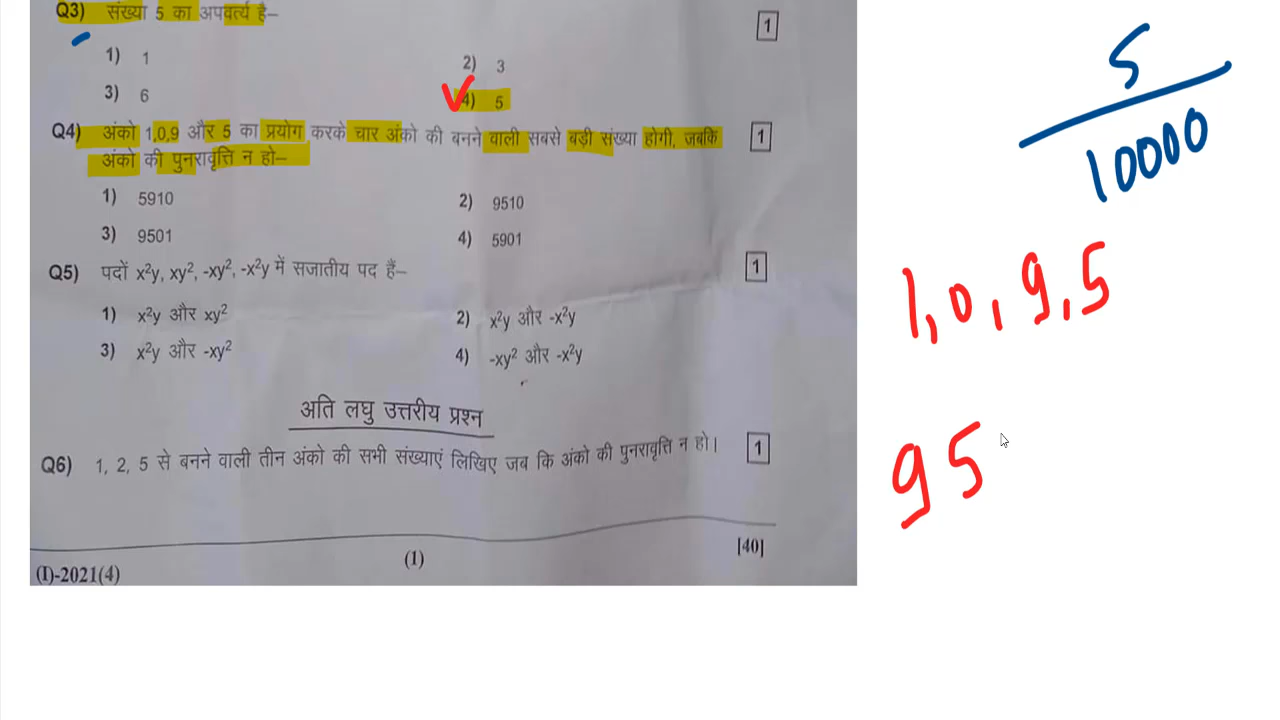 Q3) संख्या 5 का अपवर्त्य है–
1
1) 1
2) 3
3) 6
4) 5
Q4) अंको 1,0,9 और 5 का प्रयोग करके चार अंको की बनने वाली सबसे बड़ी संख्या होगी, जबकि
अंको की पुनरावृत्ति न हो–
1
1) 5910
2) 9510
3) 9501
4) 5901
Q5) पदों x²y, xy², -xy², -x²y में सजातीय पद हैं–
1
1) x²y और xy²
2) x²y और -x²y
3) x²y और -xy²
4) -xy² और -x²y
अति लघु उत्तरीय प्रश्न
Q6) 1, 2, 5 से बनने वाली तीन अंको की सभी संख्याएं लिखिए जब कि अंको की पुनरावृत्ति न हो।
1
(I)-2021(4)
(1)
[40]
5
10000
1,0,9,5
95